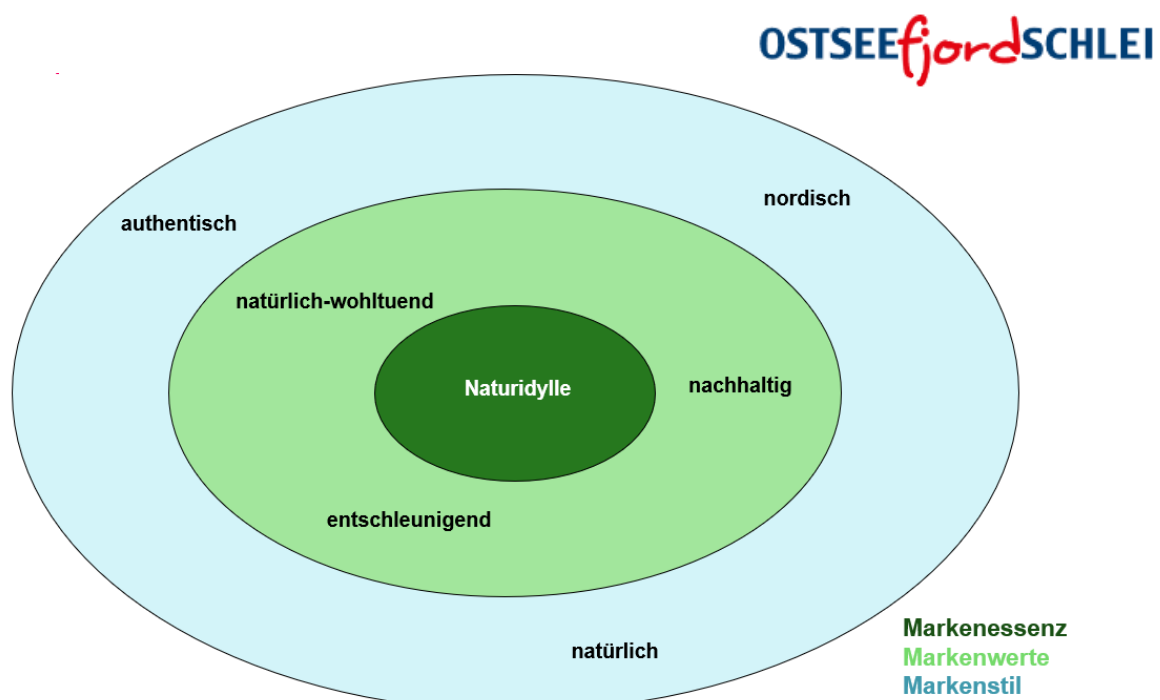 OSTSEEfjordSCHLEI
nordisch
authentisch
natürlich-wohltuend
nachhaltig
Naturidylle
entschleunigend
natürlich
Markenessenz
Markenwerte
Markenstil